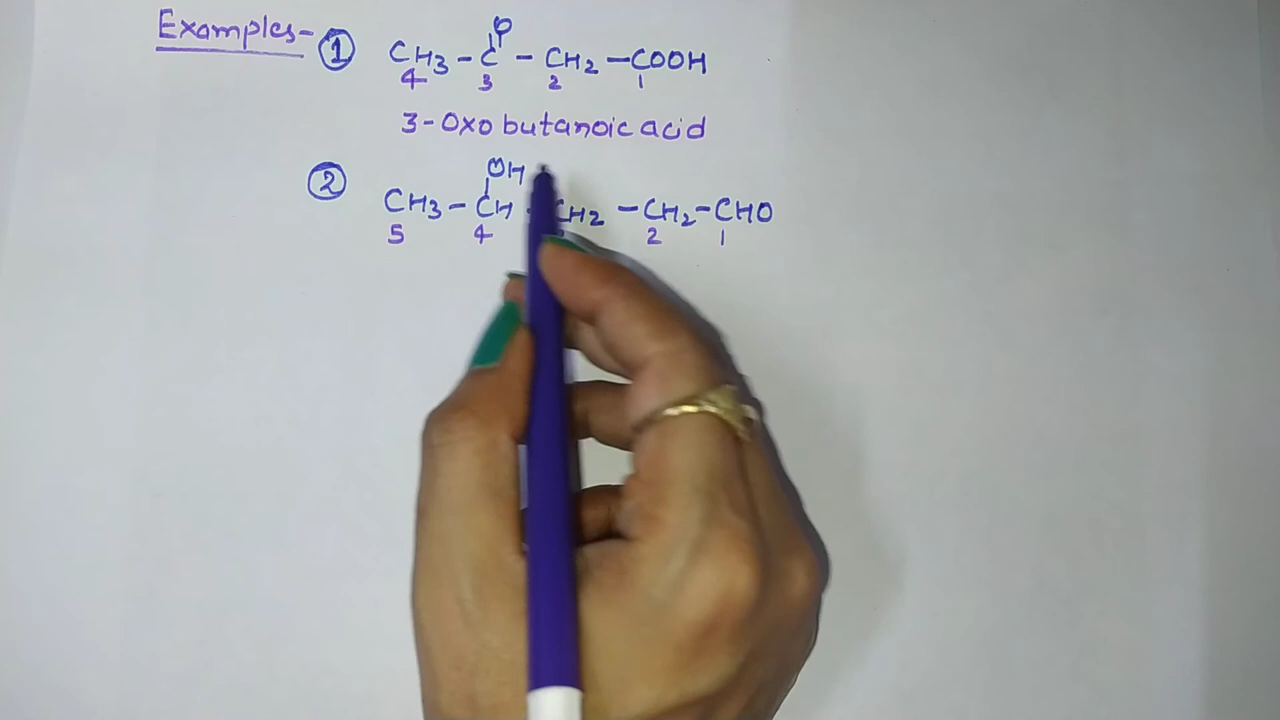 Examples- ① CH3 - C - CH2 - COOH
O
4 3 2 1
3-Oxo butanoic acid
OH
② CH3 - CH - CH2 - CH2 - CHO
5 4 2 1